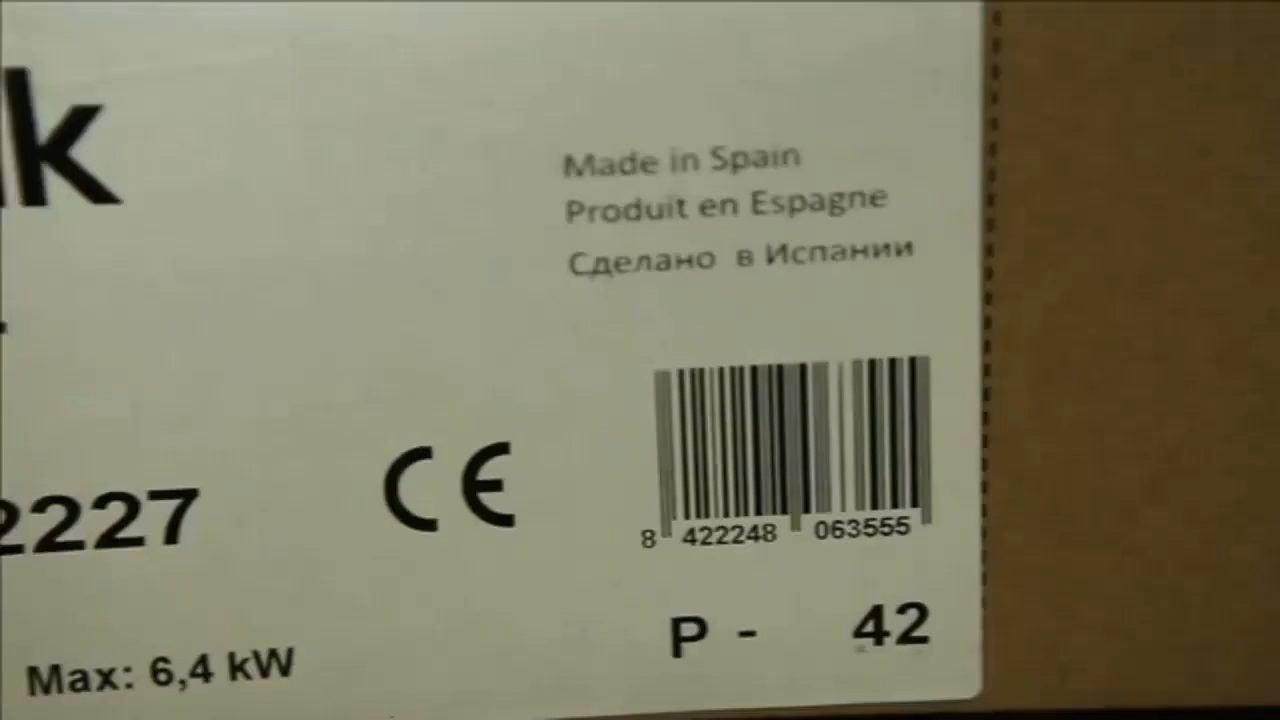 k
Made in Spain
Produit en Espagne
Сделано в Испании
2227
CE
8 422248 063555
P - 42
Max: 6,4 kW